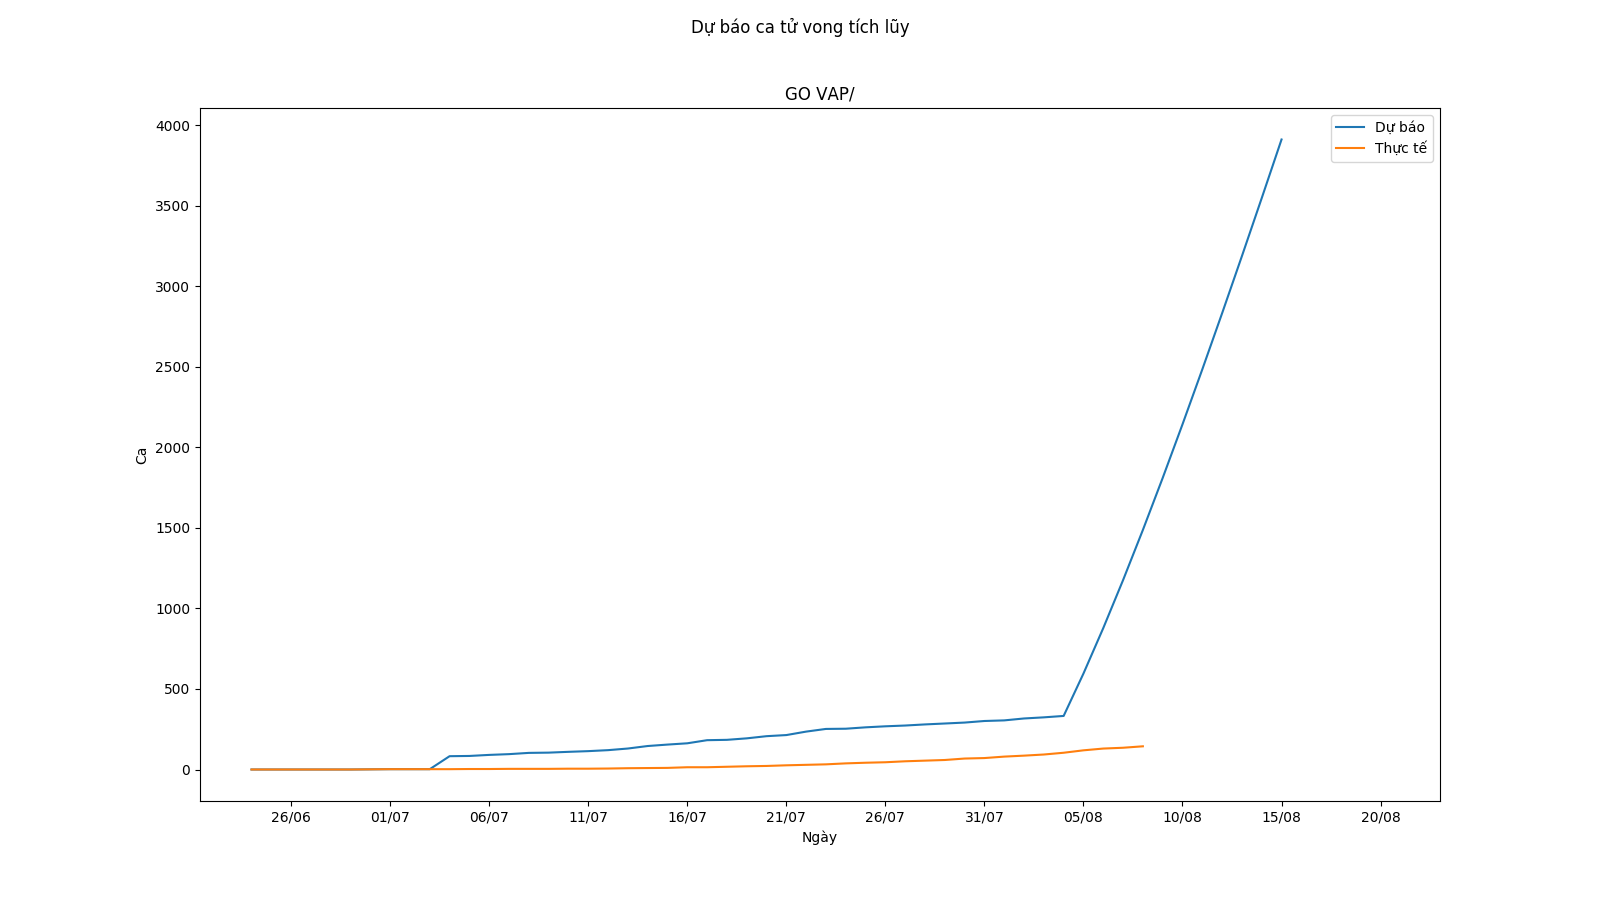 Dự báo ca tử vong tích lũy
GO VAP/
Dự báo
Thực tế
4000
3500
3000
2500
2000
1500
1000
500
0
Ca
26/06 01/07 06/07 11/07 16/07 21/07 26/07 31/07 05/08 10/08 15/08 20/08
Ngày